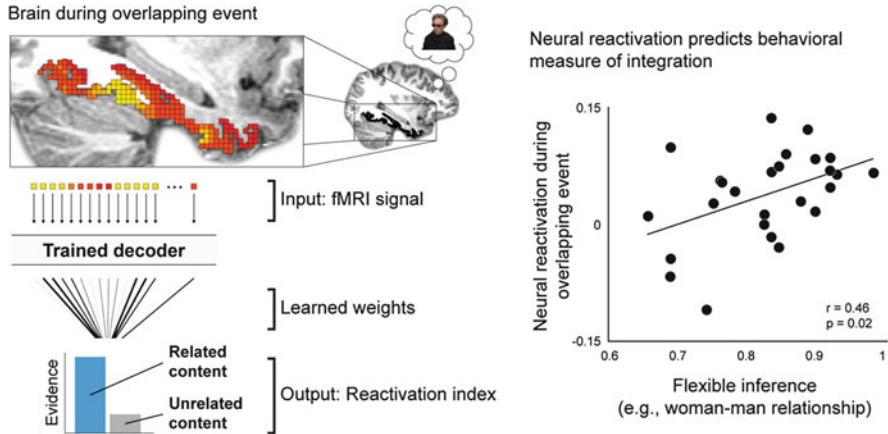 Brain during overlapping event
Input: fMRI signal
Trained decoder
Learned weights
Evidence
Related
content
Unrelated
content
Output: Reactivation index
Neural reactivation predicts behavioral
measure of integration
Neural reactivation during
overlapping event
0.15
0
-0.15
r = 0.46
p = 0.02
0.6
0.7
0.8
0.9
1
Flexible inference
(e.g., woman-man relationship)